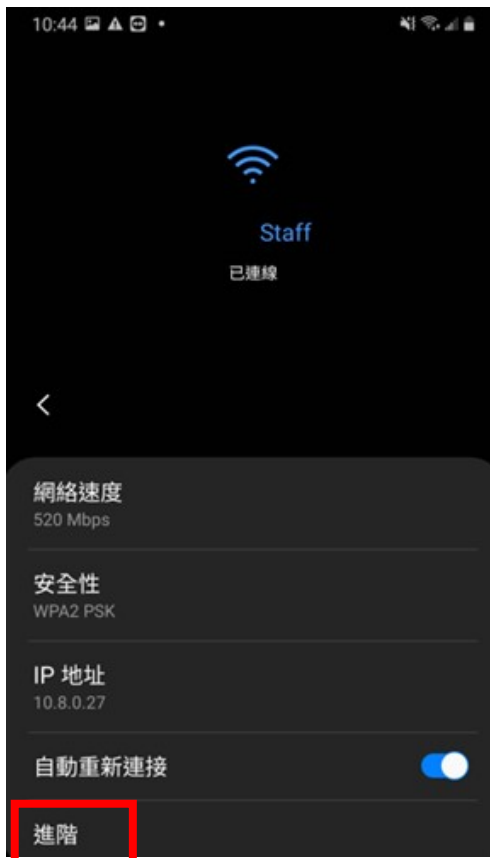 10:44
Staff
已連線
網絡速度
520 Mbps
安全性
WPA2 PSK
IP 地址
10.8.0.27
自動重新連接
進階